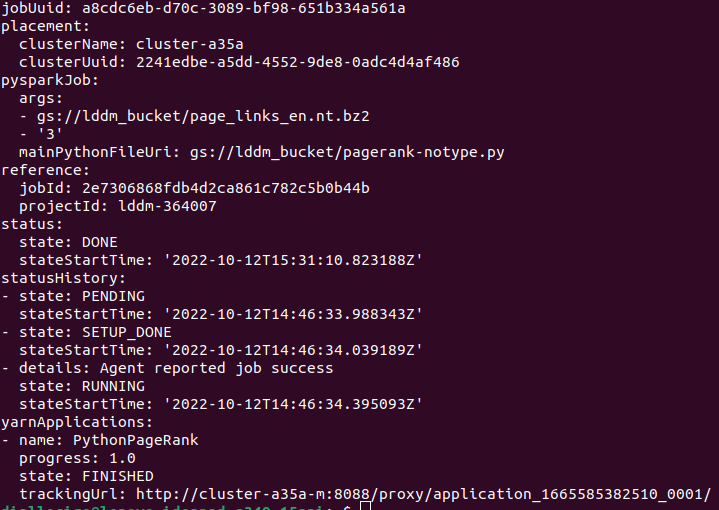 jobUuid: a8cdc6eb-d70c-3089-bf98-651b334a561a
placement:
  clusterName: cluster-a35a
  clusterUuid: 2241edbe-a5dd-4552-9de8-0adc4d4af486
pysparkJob:
  args:
  - gs://lddm_bucket/page_links_en.nt.bz2
  - '3'
  mainPythonFileUri: gs://lddm_bucket/pagerank-notype.py
reference:
  jobId: 2e7306868fdb4d2ca861c782c5b0b44b
  projectId: lddm-364007
status:
  state: DONE
  stateStartTime: '2022-10-12T15:31:10.823188Z'
statusHistory:
- state: PENDING
  stateStartTime: '2022-10-12T14:46:33.988343Z'
- state: SETUP_DONE
  stateStartTime: '2022-10-12T14:46:34.039189Z'
- details: Agent reported job success
  state: RUNNING
  stateStartTime: '2022-10-12T14:46:34.395093Z'
yarnApplications:
- name: PythonPageRank
  progress: 1.0
  state: FINISHED
  trackingUrl: http://cluster-a35a-m:8088/proxy/application_1665585382510_0001/